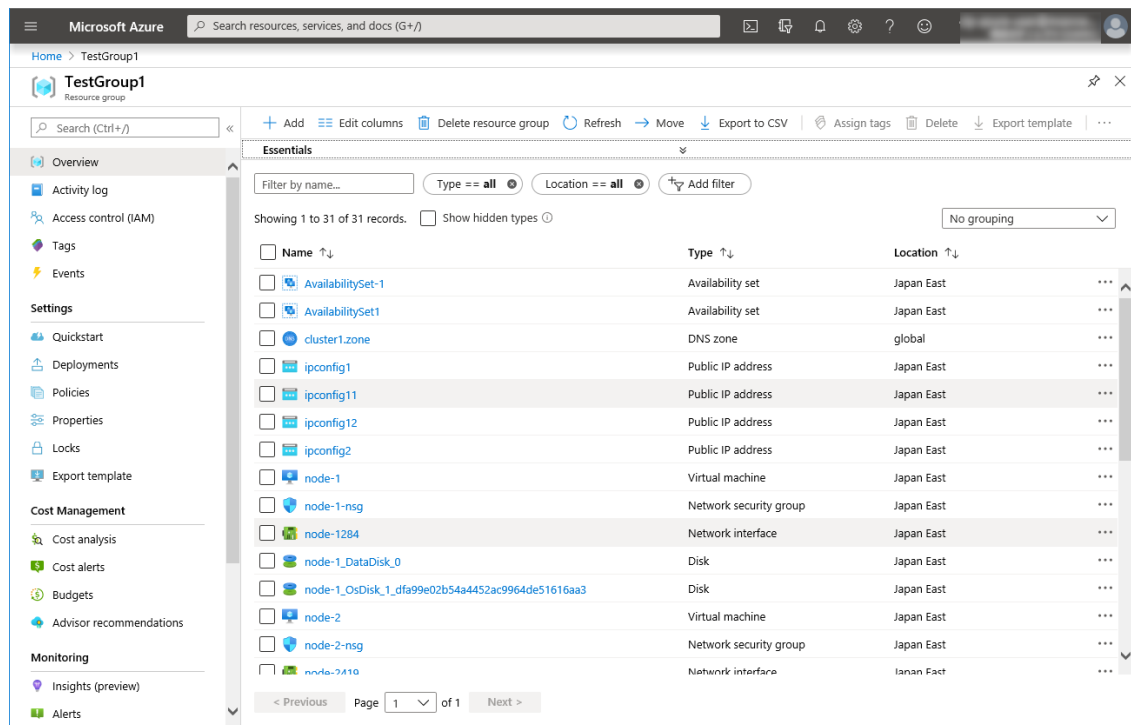 Microsoft Azure
Search resources, services, and docs (G+/)
Home > TestGroup1
TestGroup1
Resource group
Search (Ctrl+/)
«
Overview
Activity log
Access control (IAM)
Tags
Events
Settings
Quickstart
Deployments
Policies
Properties
Locks
Export template
Cost Management
Cost analysis
Cost alerts
Budgets
Advisor recommendations
Monitoring
Insights (preview)
Alerts
Add Edit columns Delete resource group Refresh Move Export to CSV Assign tags Delete Export template ...
Essentials
Filter by name... Type == all Location == all Add filter
Showing 1 to 31 of 31 records. Show hidden types No grouping
Name Type Location
AvailabilitySet-1 Availability set Japan East ...
AvailabilitySet1 Availability set Japan East ...
cluster1.zone DNS zone global ...
ipconfig1 Public IP address Japan East ...
ipconfig11 Public IP address Japan East ...
ipconfig12 Public IP address Japan East ...
ipconfig2 Public IP address Japan East ...
node-1 Virtual machine Japan East ...
node-1-nsg Network security group Japan East ...
node-1284 Network interface Japan East ...
node-1_DataDisk_0 Disk Japan East ...
node-1_OsDisk_1_dfa99e02b54a4452ac9964de51616aa3 Disk Japan East ...
node-2 Virtual machine Japan East ...
node-2-nsg Network security group Japan East ...
node-2419 Network interface Japan East ...
< Previous Page 1 of 1 Next >